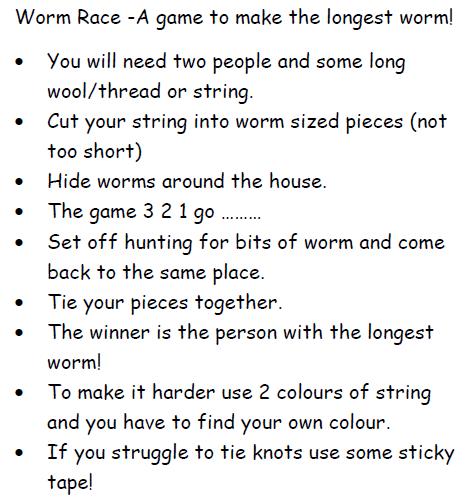 Worm Race -A game to make the longest worm!
• You will need two people and some long
wool/thread or string.
• Cut your string into worm sized pieces (not
too short)
• Hide worms around the house.
• The game 3 2 1 go ………
• Set off hunting for bits of worm and come
back to the same place.
• Tie your pieces together.
• The winner is the person with the longest
worm!
• To make it harder use 2 colours of string
and you have to find your own colour.
• If you struggle to tie knots use some sticky
tape!